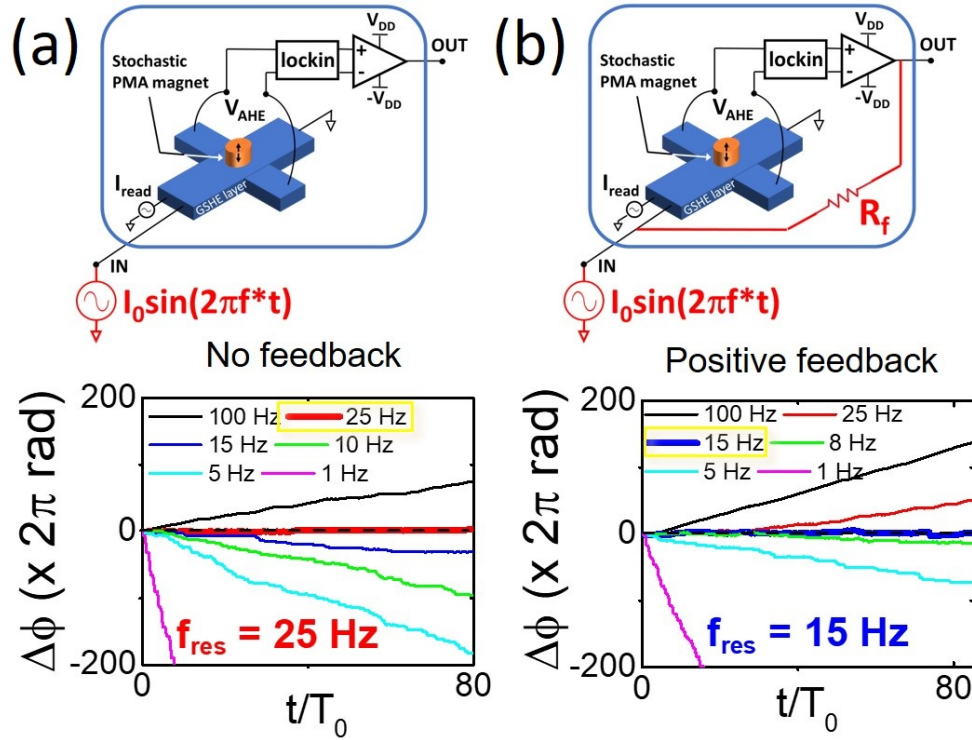 (a)
V_DD
OUT
lockin
+
-
-V_DD
Stochastic
PMA magnet
V_AHE
I_read
GSHE layer
IN
I_0sin(2πf*t)
No feedback
200
100 Hz 25 Hz
15 Hz 10 Hz
5 Hz 1 Hz
0
-200
Δϕ (x 2π rad)
f_res = 25 Hz
0 40 80
t/T_0
(b)
V_DD
OUT
lockin
+
-
-V_DD
Stochastic
PMA magnet
V_AHE
I_read
GSHE layer
R_f
IN
I_0sin(2πf*t)
Positive feedback
200
100 Hz 25 Hz
15 Hz 8 Hz
5 Hz 1 Hz
0
-200
Δϕ (x 2π rad)
f_res = 15 Hz
0 40 80
t/T_0